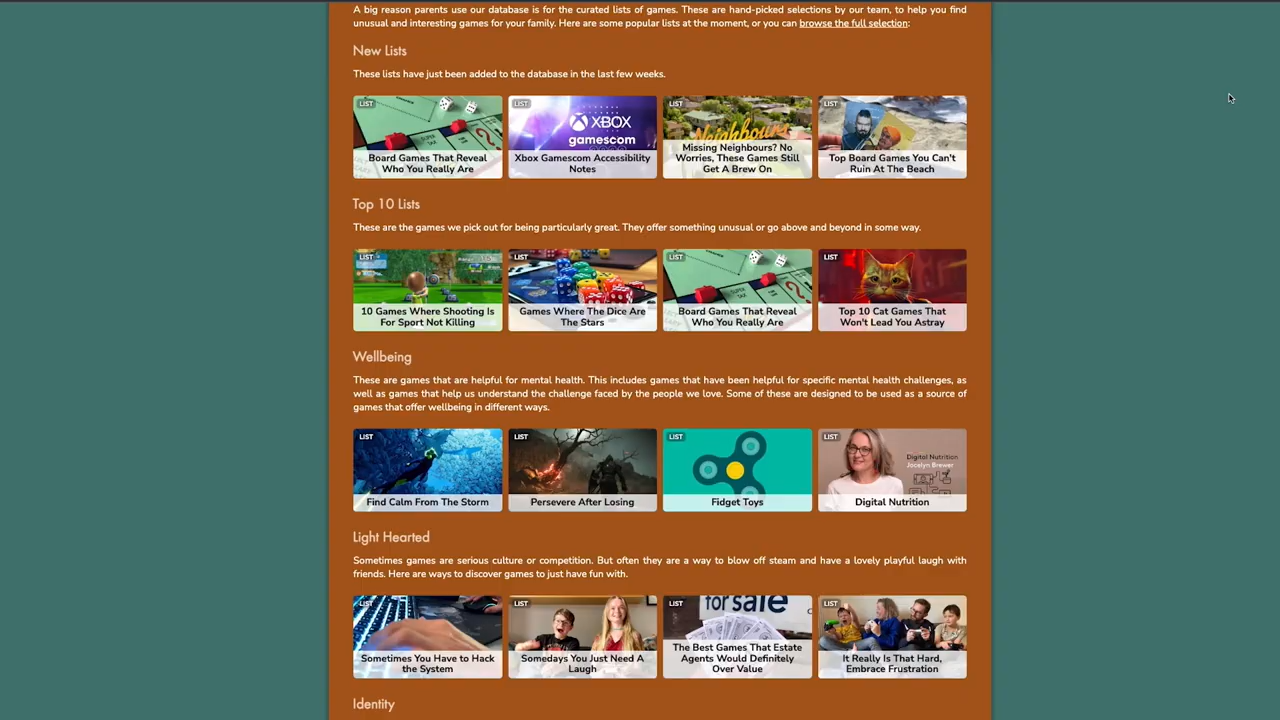 A big reason parents use our database is for the curated lists of games. These are hand-picked selections by our team, to help you find
unusual and interesting games for your family. Here are some popular lists at the moment, or you can browse the full selection:
New Lists
These lists have just been added to the database in the last few weeks.
LIST
Board Games That Reveal
Who You Really Are
LIST
XBOX
gamescom
Xbox Gamescom Accessibility
Notes
LIST
Neighbours
Missing Neighbours? No
Worries, These Games Still
Get A Brew On
LIST
Top Board Games You Can't
Ruin At The Beach
Top 10 Lists
These are the games we pick out for being particularly great. They offer something unusual or go above and beyond in some way.
LIST
10 Games Where Shooting Is
For Sport Not Killing
LIST
Games Where The Dice Are
The Stars
LIST
SUPER
TAX
Board Games That Reveal
Who You Really Are
LIST
Top 10 Cat Games That
Won't Lead You Astray
Wellbeing
These are games that are helpful for mental health. This includes games that have been helpful for specific mental health challenges, as
well as games that help us understand the challenge faced by the people we love. Some of these are designed to be used as a source of
games that offer wellbeing in different ways.
LIST
Find Calm From The Storm
LIST
Persevere After Losing
LIST
Fidget Toys
LIST
Digital Nutrition
Jocelyn Brewer
Digital Nutrition
Light Hearted
Sometimes games are serious culture or competition. But often they are a way to blow off steam and have a lovely playful laugh with
friends. Here are ways to discover games to just have fun with.
LIST
Sometimes You Have to Hack
the System
LIST
Somedays You Just Need A
Laugh
LIST
for sale
The Best Games That Estate
Agents Would Definitely
Over Value
LIST
It Really Is That Hard,
Embrace Frustration
Identity